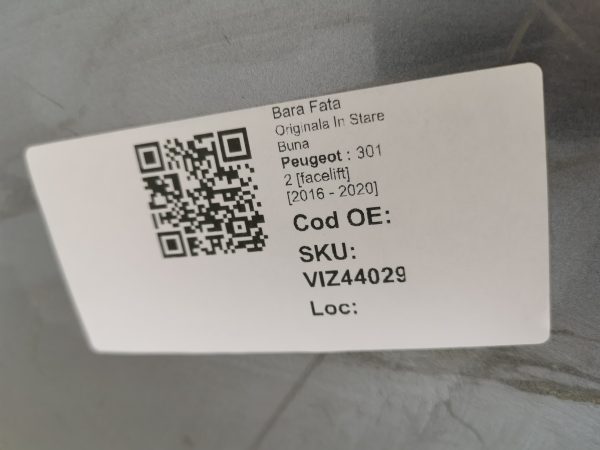 Bara Fata
Originala In Stare
Buna
Peugeot : 301
2 [facelift]
[2016 - 2020]
Cod OE:
SKU:
VIZ44029
Loc: